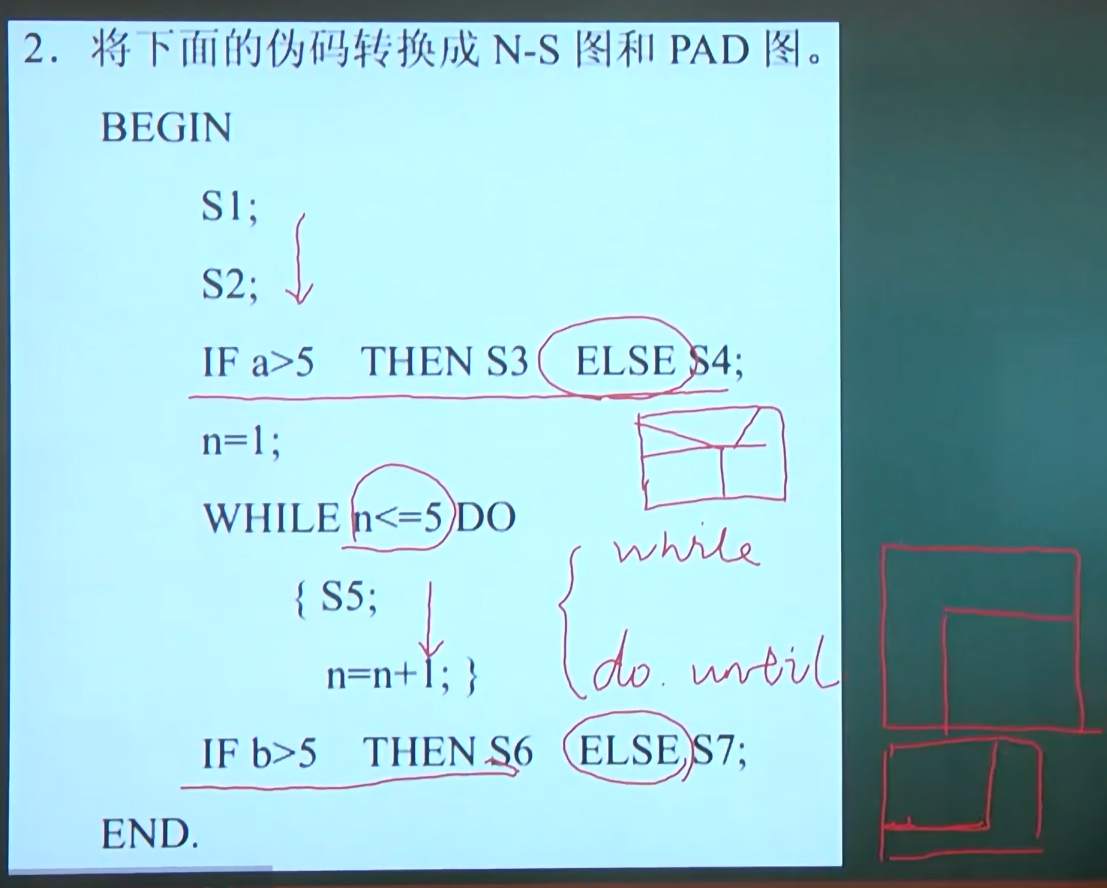 2. 将下面的伪码转换成 N-S 图和 PAD 图。
BEGIN
S1;
S2;
IF a>5 THEN S3 ELSE S4;
n=1;
WHILE n<=5 DO
{ S5;
n=n+1; }
IF b>5 THEN S6 ELSE S7;
END.
while
do. until